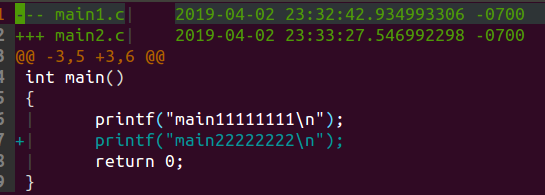 1 --- main1.c|    2019-04-02 23:32:42.934993306 -0700
2 +++ main2.c|    2019-04-02 23:33:27.546992298 -0700
3 @@ -3,5 +3,6 @@
4  int main()
5  {
6  |       printf("main11111111\n");
7 +|       printf("main22222222\n");
8  |       return 0;
9  }